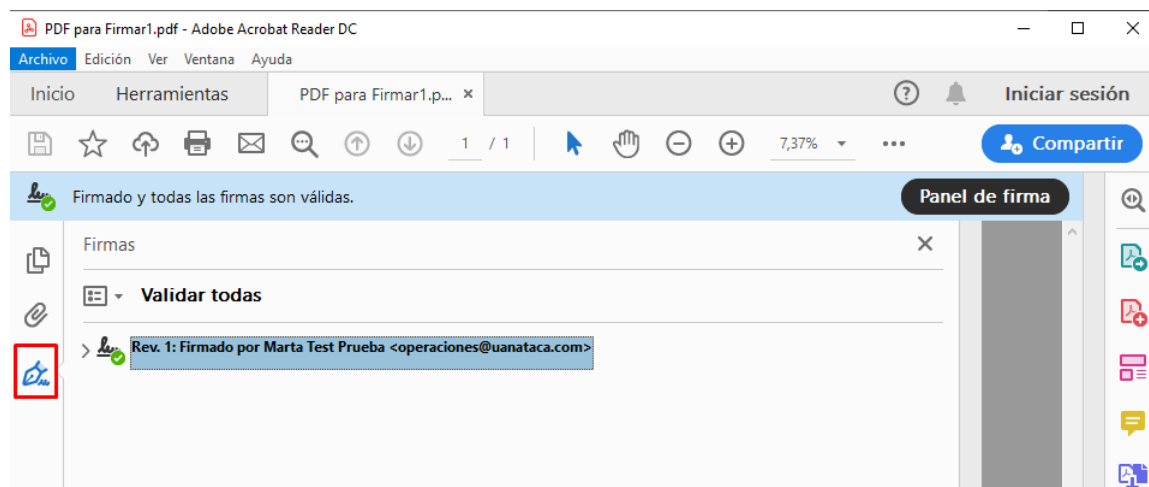 PDF para Firmar1.pdf - Adobe Acrobat Reader DC
Archivo Edición Ver Ventana Ayuda
Inicio Herramientas PDF para Firmar1.p... × Iniciar sesión
1 / 1 7,37% Compartir
Firmado y todas las firmas son válidas. Panel de firma
Firmas
Validar todas
Rev. 1: Firmado por Marta Test Prueba <operaciones@uanataca.com>